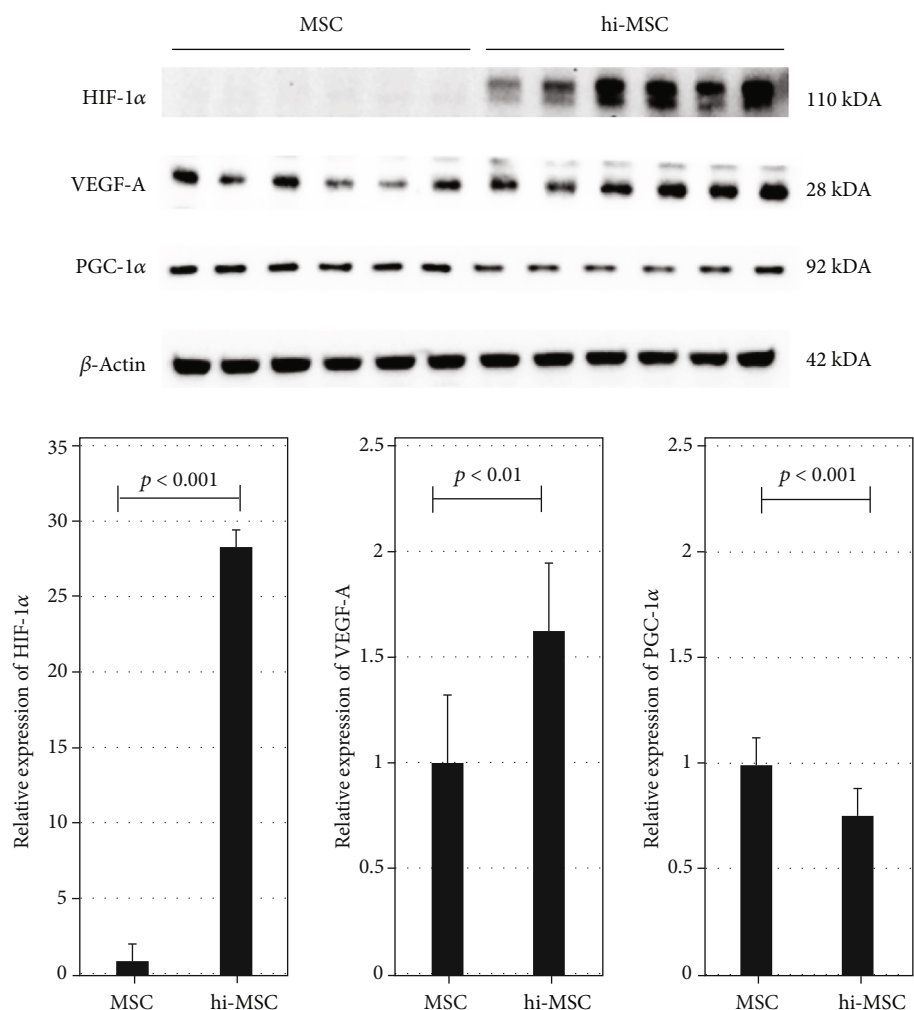 MSC hi-MSC
HIF-1α 110 kDA
VEGF-A 28 kDA
PGC-1α 92 kDA
β-Actin 42 kDA
Relative expression of HIF-1α
35
30
25
20
15
10
5
0
p < 0.001
MSC hi-MSC
Relative expression of VEGF-A
2.5
2
1.5
1
0.5
0
p < 0.01
MSC hi-MSC
Relative expression of PGC-1α
2.5
2
1.5
1
0.5
0
p < 0.001
MSC hi-MSC